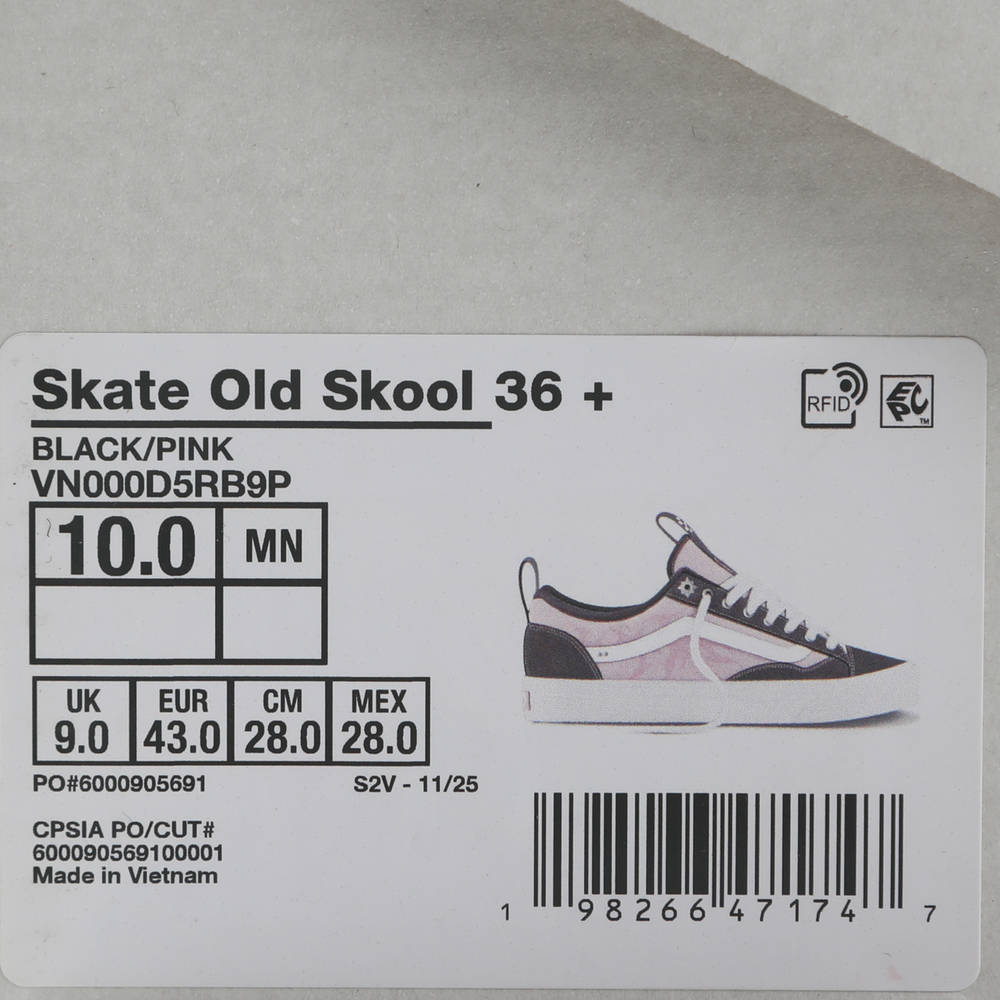 Skate Old Skool 36 +
RFID
EPC
TM
BLACK/PINK
VN000D5RB9P
10.0 MN
UK EUR CM MEX
9.0 43.0 28.0 28.0
PO#6000905691 S2V - 11/25
CPSIA PO/CUT#
600090569100001
Made in Vietnam
1 98266 47174 7